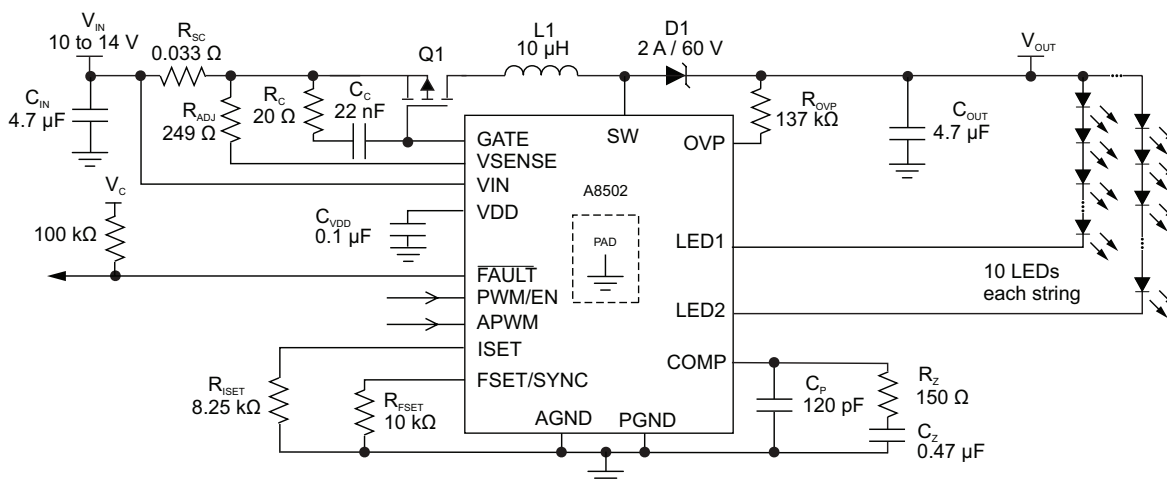 VIN
10 to 14 V
RSC
0.033 Ω
Q1
L1
10 µH
D1
2 A / 60 V
VOUT
CIN
4.7 µF
RADJ
249 Ω
RC
20 Ω
CC
22 nF
ROVP
137 kΩ
COUT
4.7 µF
GATE
VSENSE
VIN
VDD
SW
OVP
A8502
PAD
VC
100 kΩ
CVDD
0.1 µF
LED1
FAULT
PWM/EN
APWM
ISET
FSET/SYNC
10 LEDs
each string
LED2
COMP
RISET
8.25 kΩ
RFSET
10 kΩ
AGND
PGND
CP
120 pF
RZ
150 Ω
CZ
0.47 µF